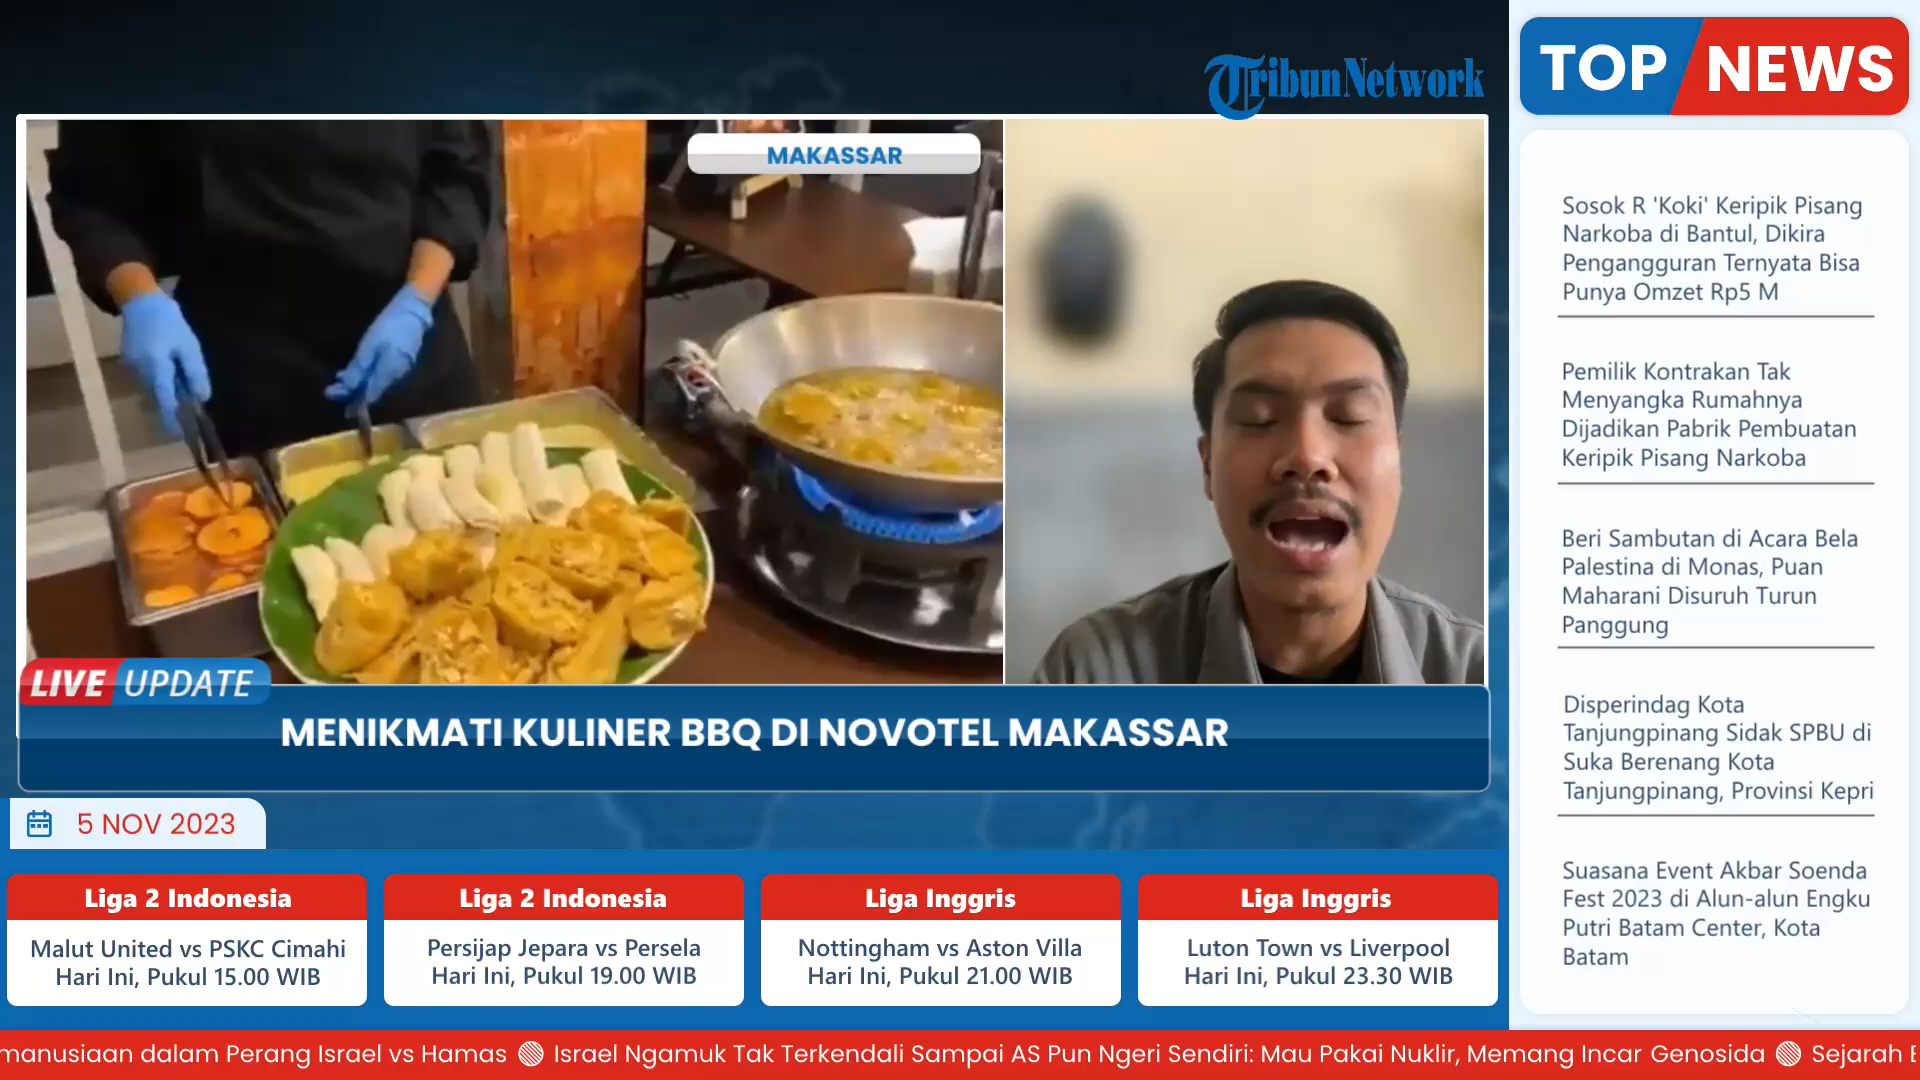 TribunNetwork
MAKASSAR
LIVE UPDATE
MENIKMATI KULINER BBQ DI NOVOTEL MAKASSAR
5 NOV 2023
Liga 2 Indonesia
Malut United vs PSKC Cimahi
Hari Ini, Pukul 15.00 WIB
Liga 2 Indonesia
Persijap Jepara vs Persela
Hari Ini, Pukul 19.00 WIB
Liga Inggris
Nottingham vs Aston Villa
Hari Ini, Pukul 21.00 WIB
Liga Inggris
Luton Town vs Liverpool
Hari Ini, Pukul 23.30 WIB
TOP NEWS
Sosok R 'Koki' Keripik Pisang
Narkoba di Bantul, Dikira
Pengangguran Ternyata Bisa
Punya Omzet Rp5 M
Pemilik Kontrakan Tak
Menyangka Rumahnya
Dijadikan Pabrik Pembuatan
Keripik Pisang Narkoba
Beri Sambutan di Acara Bela
Palestina di Monas, Puan
Maharani Disuruh Turun
Panggung
Disperindag Kota
Tanjungpinang Sidak SPBU di
Suka Berenang Kota
Tanjungpinang, Provinsi Kepri
Suasana Event Akbar Soenda
Fest 2023 di Alun-alun Engku
Putri Batam Center, Kota
Batam
manusiaan dalam Perang Israel vs Hamas Israel Ngamuk Tak Terkendali Sampai AS Pun Ngeri Sendiri: Mau Pakai Nuklir, Memang Incar Genosida Sejarah